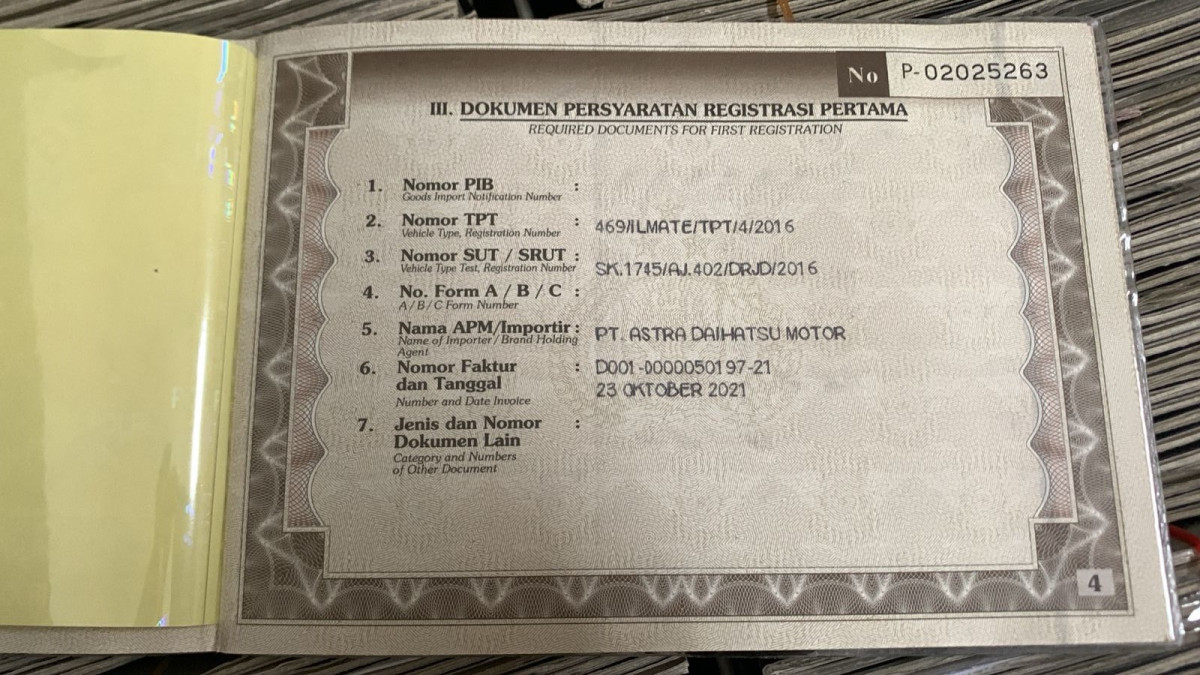 No P-02025263
III. DOKUMEN PERSYARATAN REGISTRASI PERTAMA
REQUIRED DOCUMENTS FOR FIRST REGISTRATION
1. Nomor PIB :
Goods Import Notification Number
2. Nomor TPT : 469/ILMATE/TPT/4/2016
Vehicle Type, Registration Number
3. Nomor SUT / SRUT : SK.1745/AJ.402/DRJD/2016
Vehicle Type Test, Registration Number
4. No. Form A / B / C :
A / B / C Form Number
5. Nama APM/Importir : PT. ASTRA DAIHATSU MOTOR
Name of Importer / Brand Holding
Agent
6. Nomor Faktur : D001-0000050197-21
dan Tanggal 23 OKTOBER 2021
Number and Date Invoice
7. Jenis dan Nomor :
Dokumen Lain
Category and Numbers
of Other Document
4